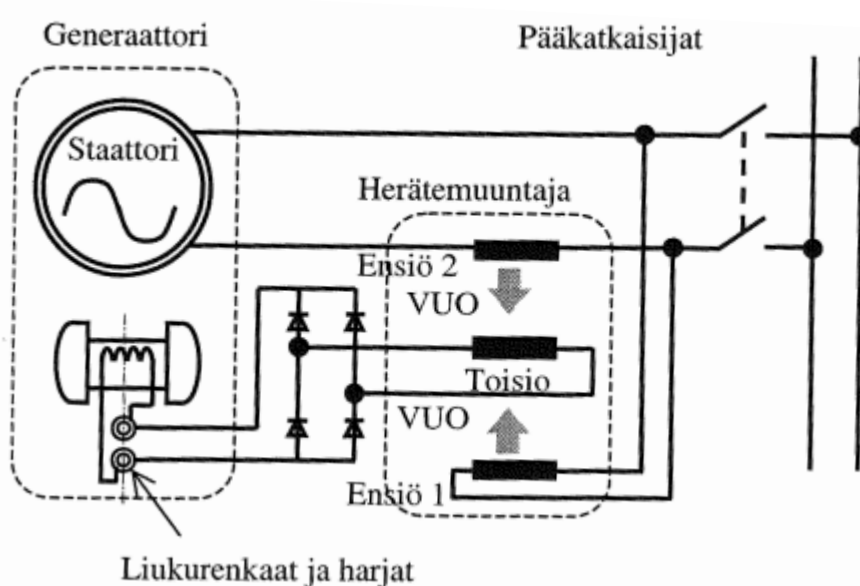 Generaattori
Pääkatkaisijat
Staattori
Herätemuuntaja
Ensiö 2
VUO
Toisio
VUO
Ensiö 1
Liukurenkaat ja harjat